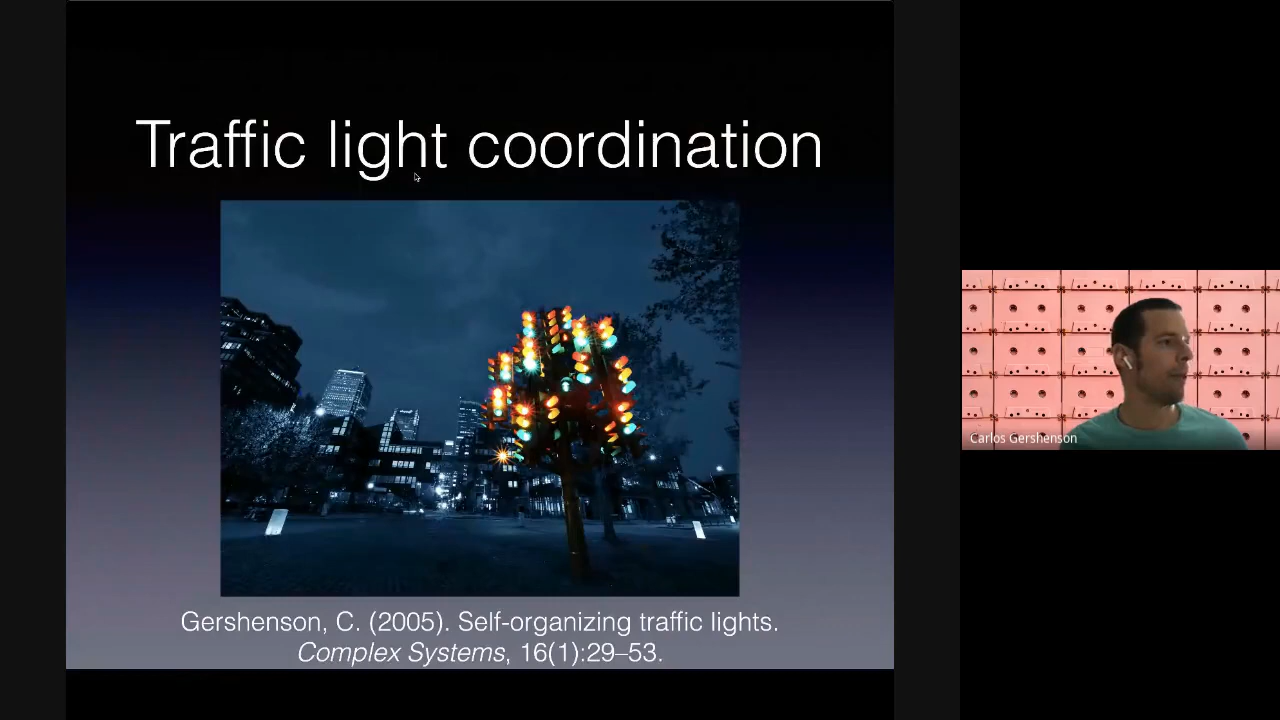 Traffic light coordination
Gershenson, C. (2005). Self-organizing traffic lights.
Complex Systems, 16(1):29–53.
Carlos Gershenson